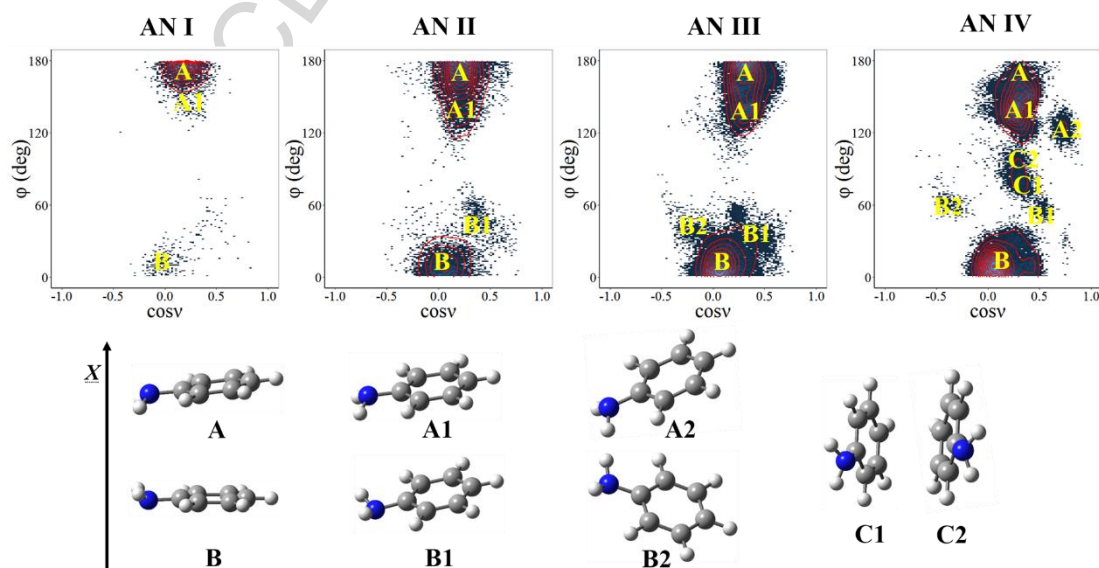 AN I AN II AN III AN IV
180 120 60 0
φ (deg)
A
A1
B
-1.0 -0.5 0.0 0.5 1.0
cosν
180 120 60 0
φ (deg)
A
A1
B1
B
-1.0 -0.5 0.0 0.5 1.0
cosν
180 120 60 0
φ (deg)
A
A1
B2 B1
B
-1.0 -0.5 0.0 0.5 1.0
cosν
180 120 60 0
φ (deg)
A
A1
A2
C2
C1
B2 B1
B
-1.0 -0.5 0.0 0.5 1.0
cosν
X
A A1 A2
B B1 B2
C1 C2